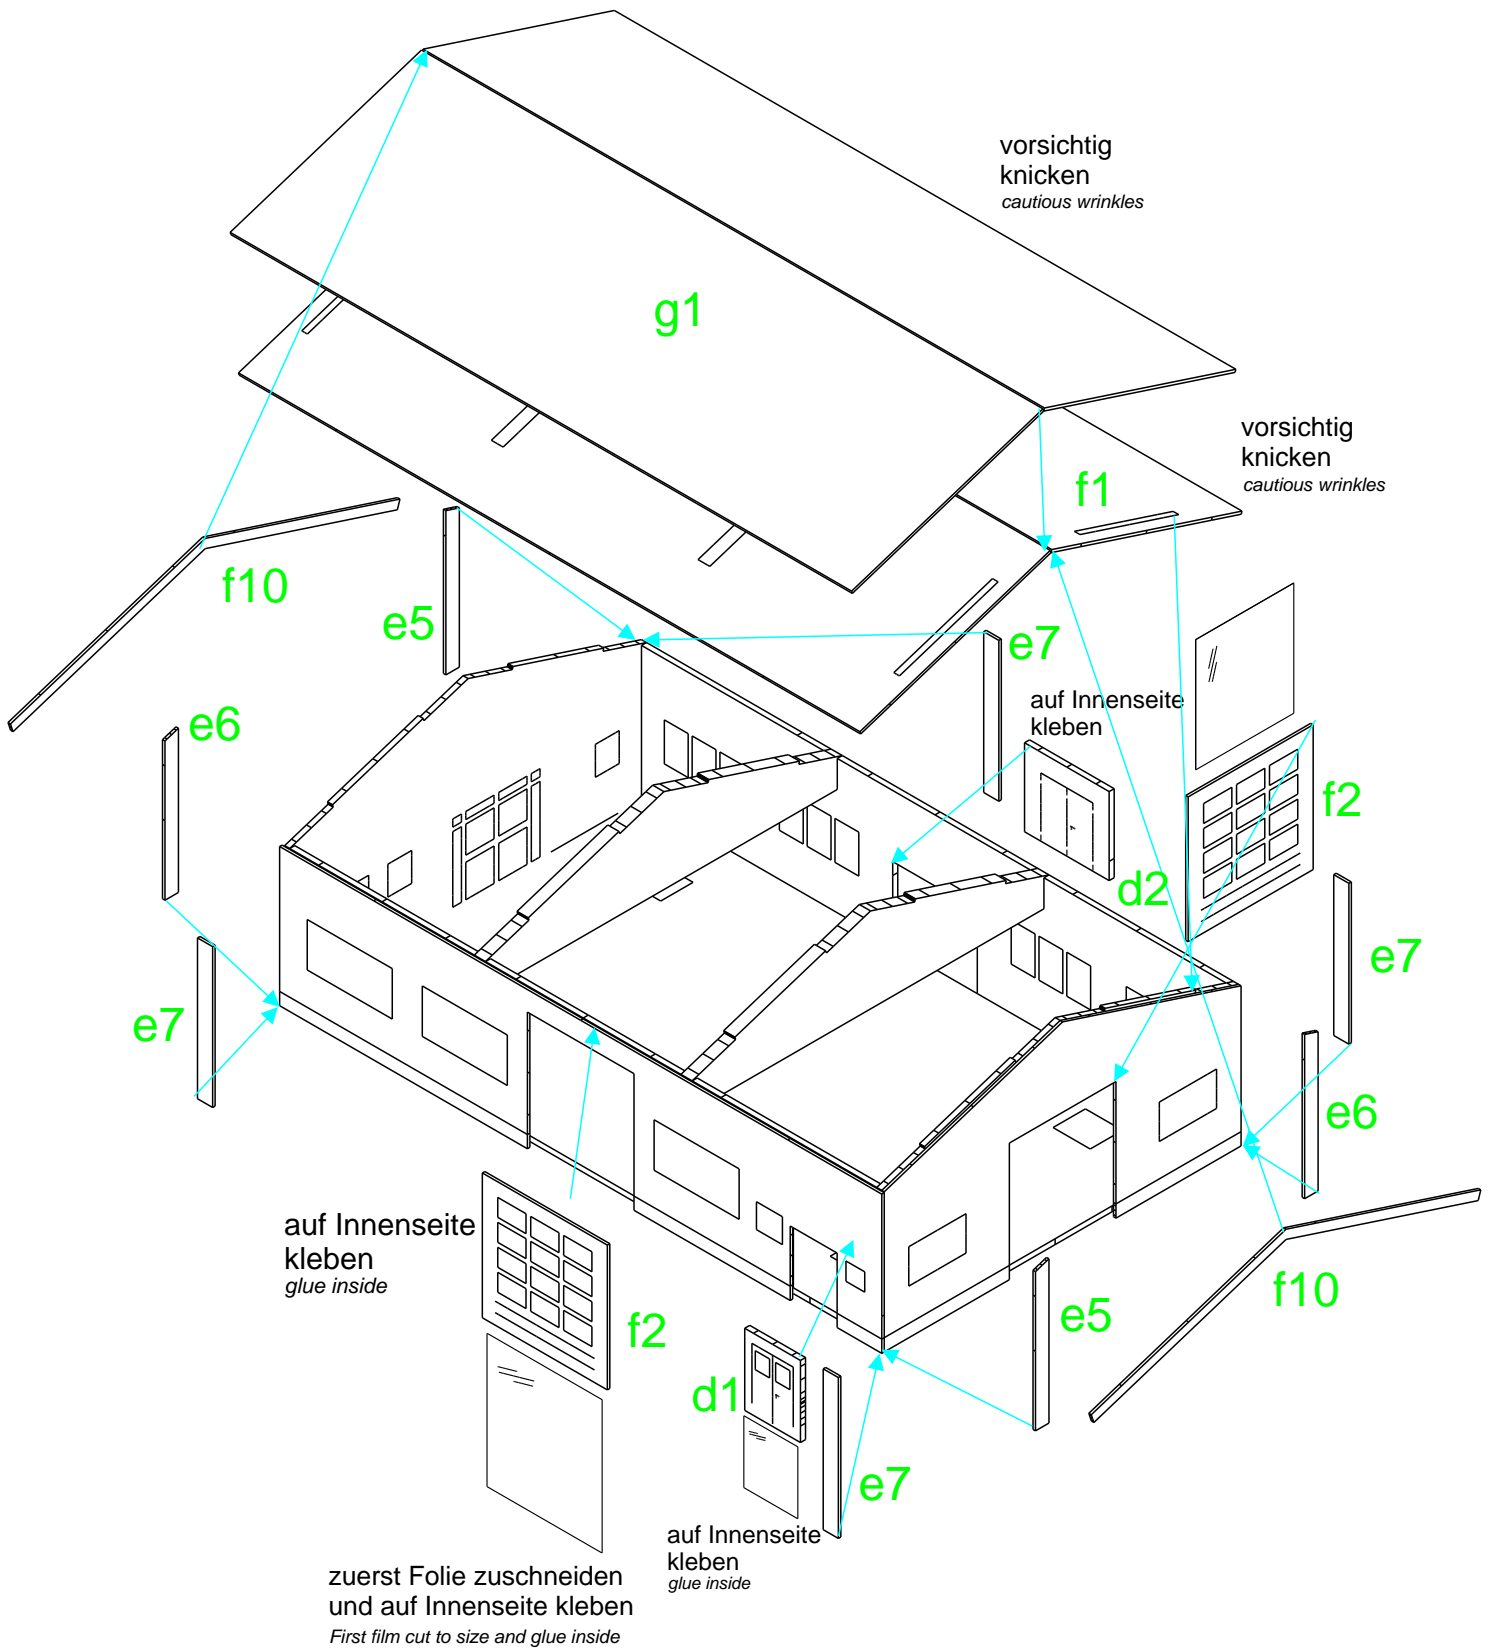 vorsichtig
knicken
cautious wrinkles
g1
vorsichtig
knicken
cautious wrinkles
f1
f10
e5
e7
auf Innenseite
kleben
e6
f2
d2
e7
e7
e6
auf Innenseite
kleben
glue inside
f2
f10
e5
d1
e7
auf Innenseite
kleben
glue inside
zuerst Folie zuschneiden
und auf Innenseite kleben
First film cut to size and glue inside